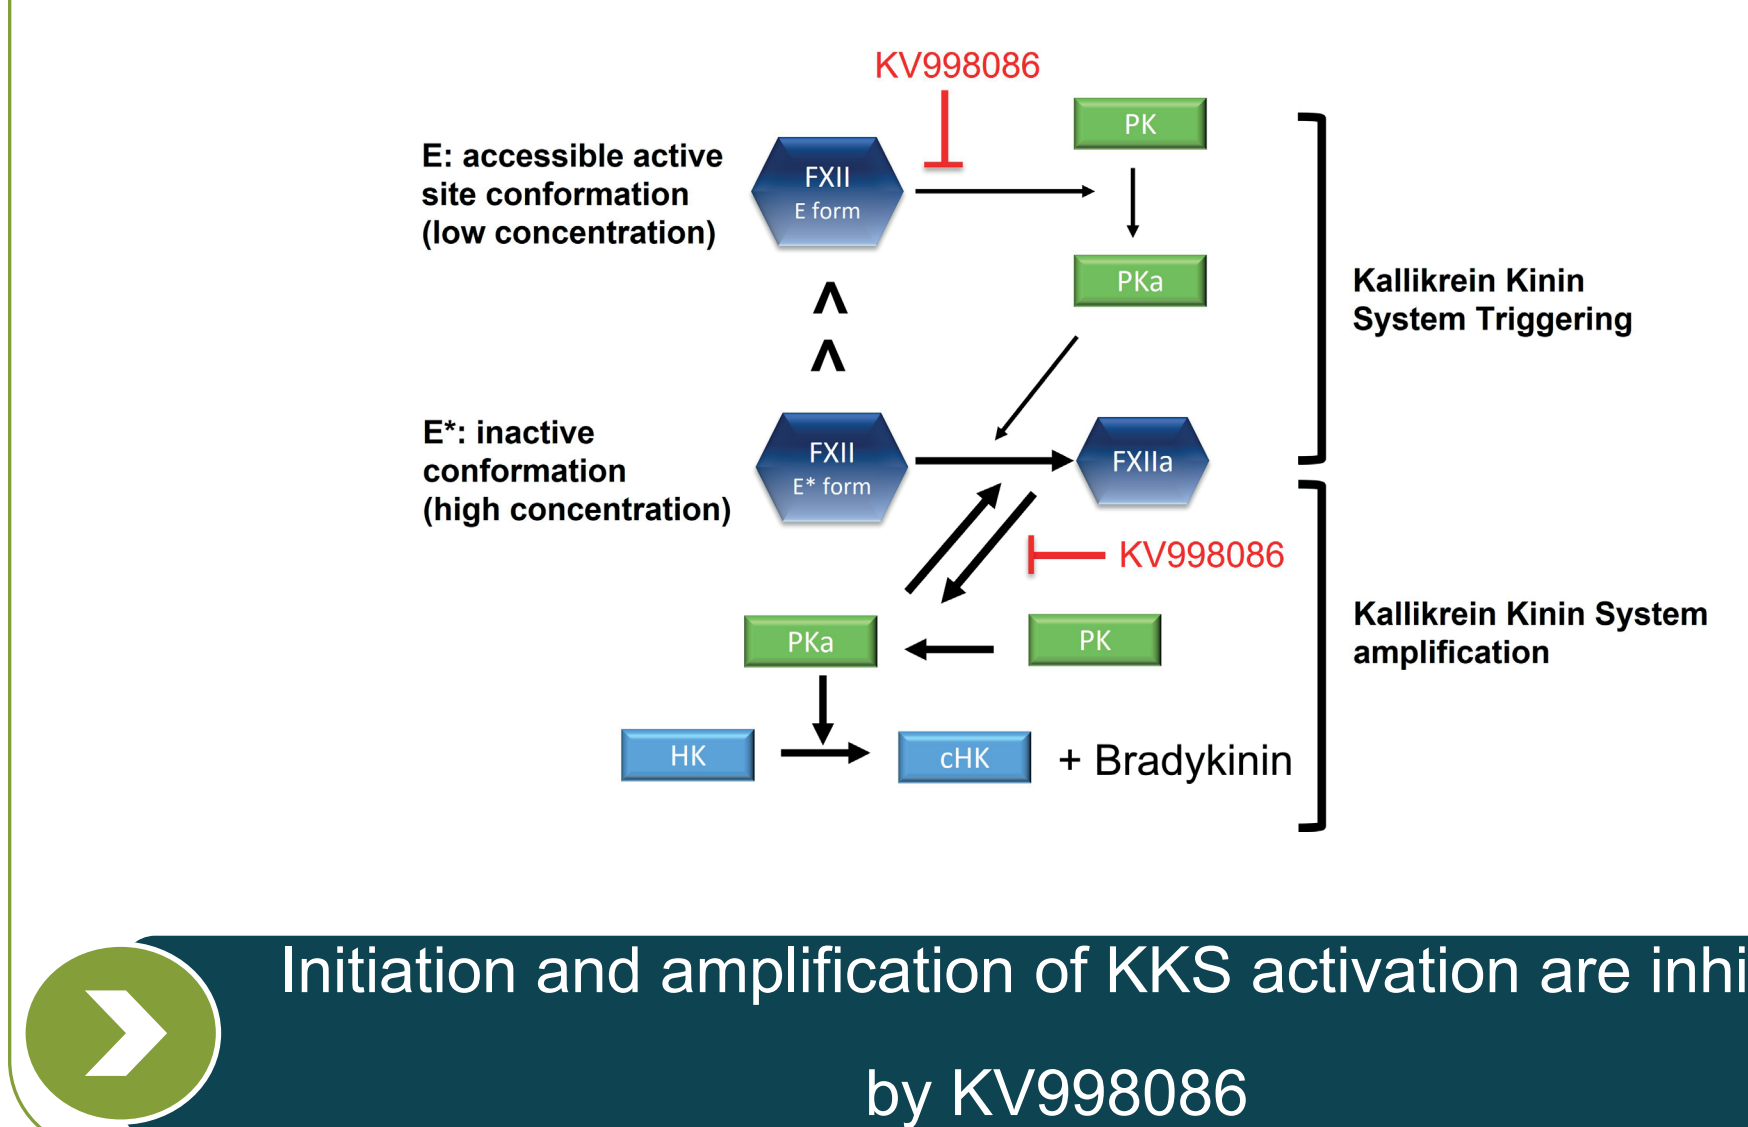 KV998086
PK
E: accessible active
site conformation
(low concentration)
FXII
E form
PKa
Kallikrein Kinin
System Triggering
^
^
E*: inactive
conformation
(high concentration)
FXII
E* form
FXIIa
KV998086
Kallikrein Kinin System
amplification
PKa
PK
HK
cHK
+ Bradykinin
Initiation and amplification of KKS activation are inhi
by KV998086